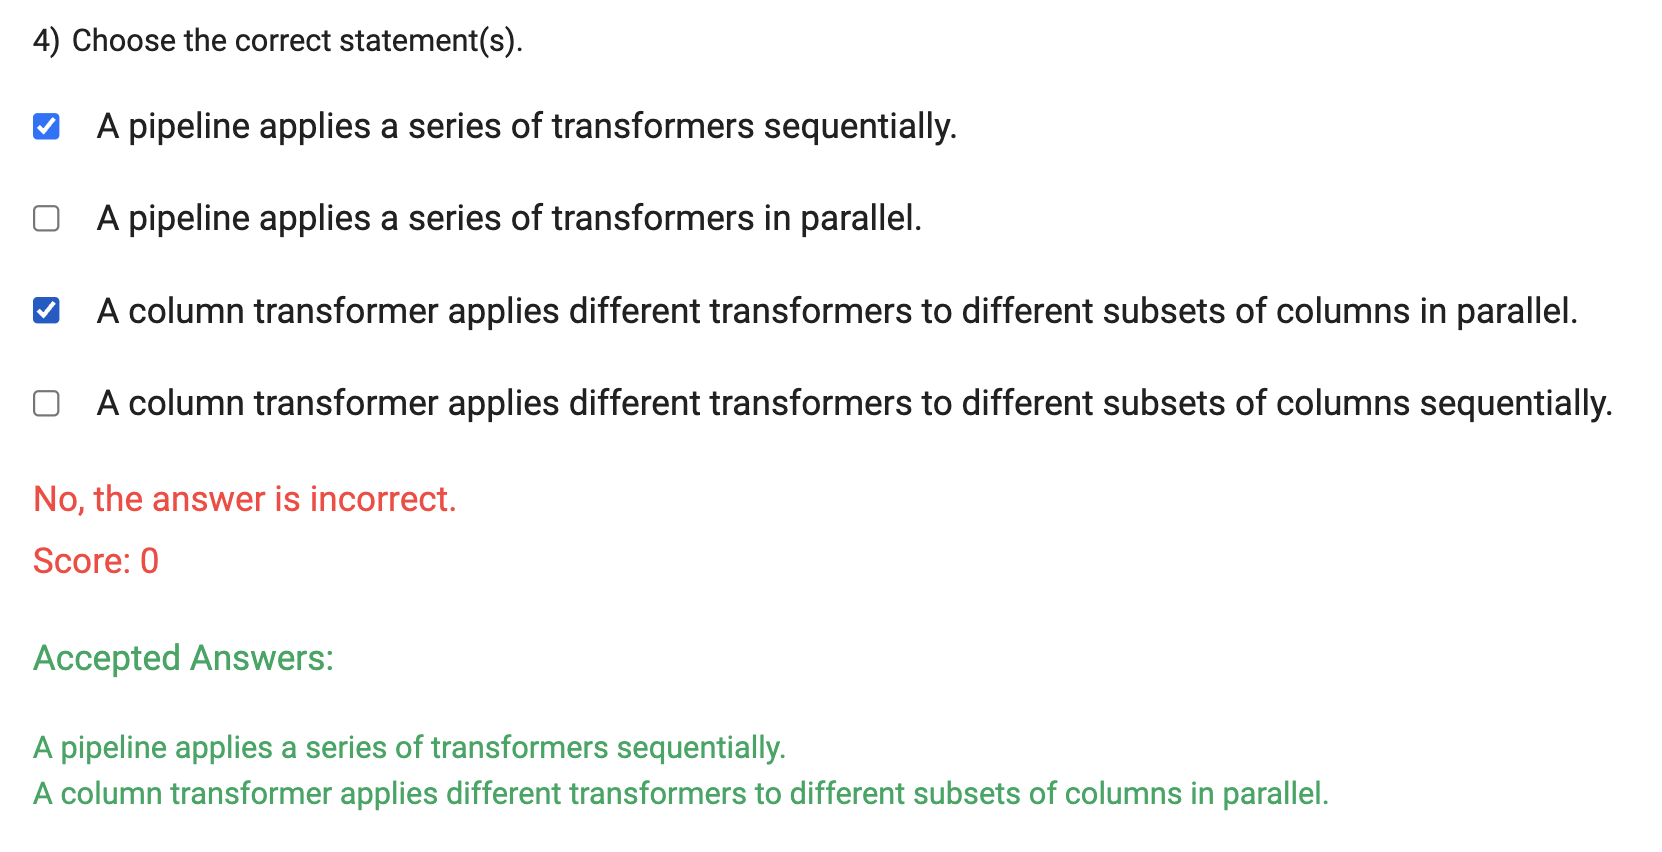 4) Choose the correct statement(s).
A pipeline applies a series of transformers sequentially.
A pipeline applies a series of transformers in parallel.
A column transformer applies different transformers to different subsets of columns in parallel.
A column transformer applies different transformers to different subsets of columns sequentially.
No, the answer is incorrect.
Score: 0
Accepted Answers:
A pipeline applies a series of transformers sequentially.
A column transformer applies different transformers to different subsets of columns in parallel.